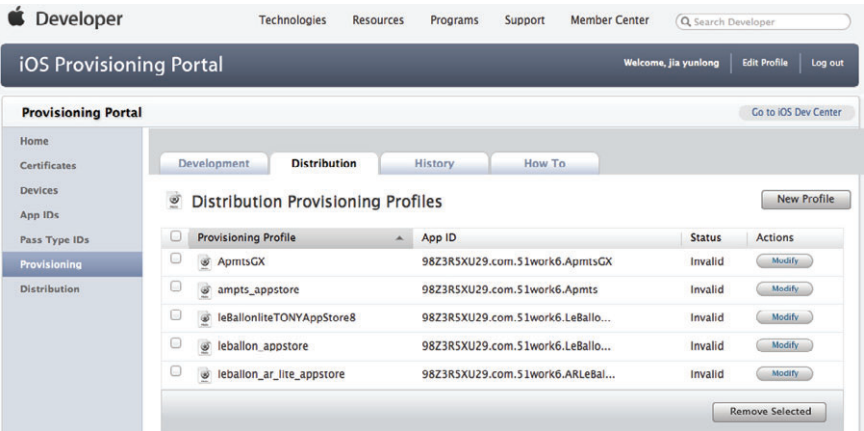 Developer Technologies Resources Programs Support Member Center Search Developer
iOS Provisioning Portal Welcome, jia yunlong Edit Profile Log out
Provisioning Portal Go to iOS Dev Center
Home
Certificates
Devices
App IDs
Pass Type IDs
Provisioning
Distribution
Development Distribution History How To
Distribution Provisioning Profiles New Profile
Provisioning Profile App ID Status Actions
ApmtsGX 98Z3R5XU29.com.51work6.ApmtsGX Invalid Modify
ampts_appstore 98Z3R5XU29.com.51work6.Apmts Invalid Modify
leBallonliteTONYAppStore8 98Z3R5XU29.com.51work6.LeBallo... Invalid Modify
leballon_appstore 98Z3R5XU29.com.51work6.LeBallo... Invalid Modify
leballon_ar_lite_appstore 98Z3R5XU29.com.51work6.ARLeBal... Invalid Modify
Remove Selected